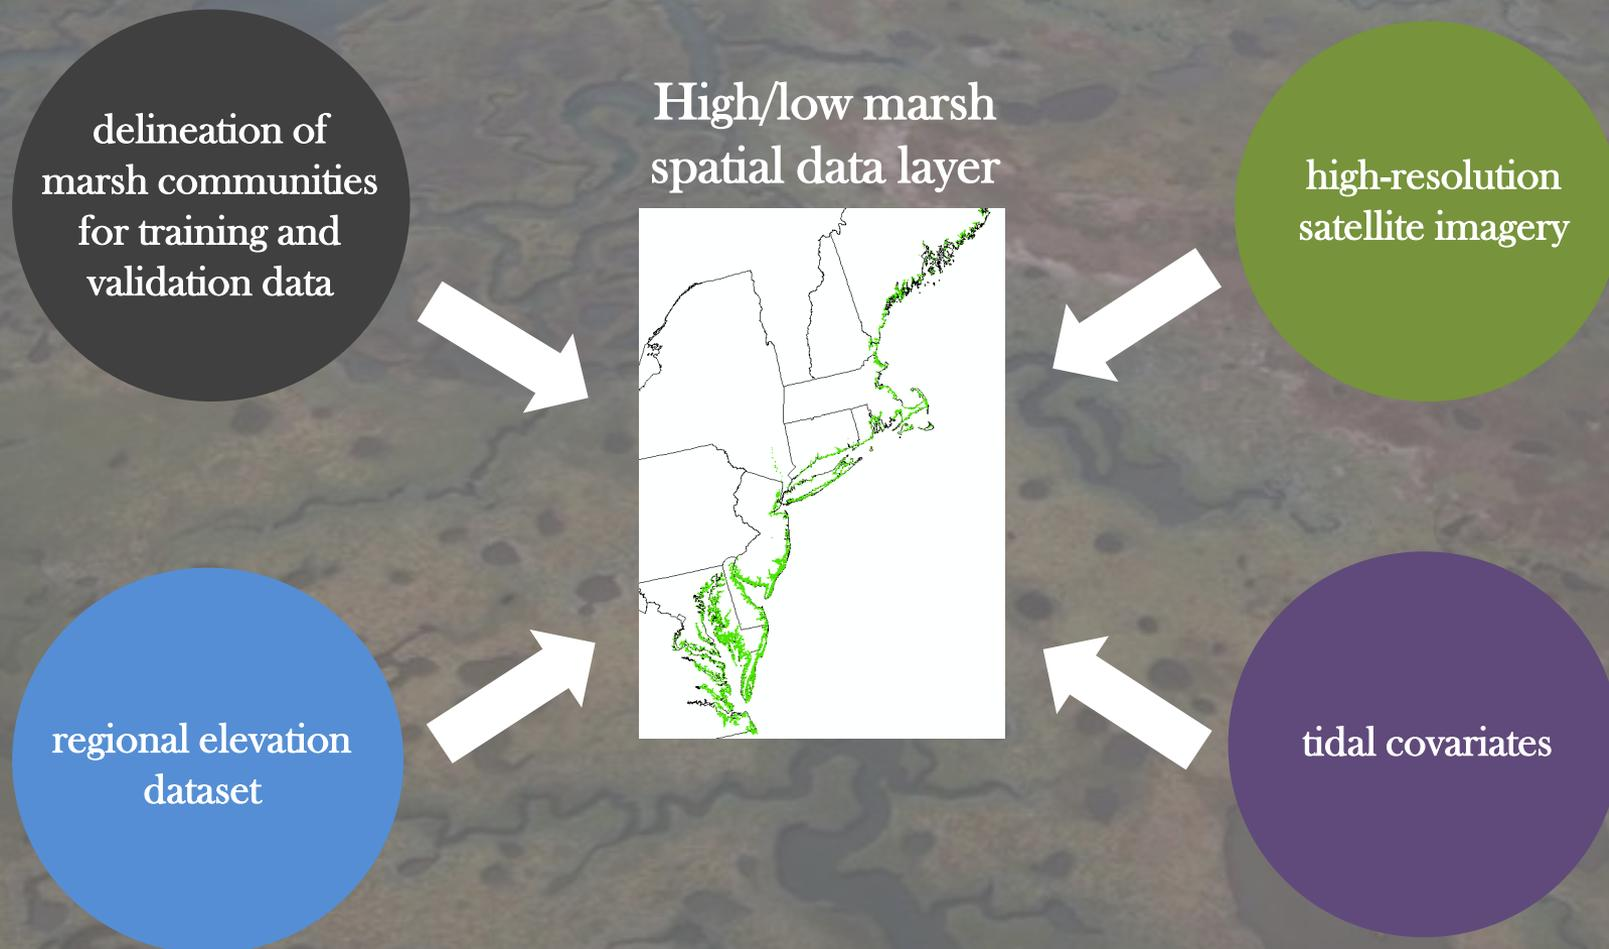 delineation of
marsh communities
for training and
validation data
High/low marsh
spatial data layer
high-resolution
satellite imagery
regional elevation
dataset
tidal covariates